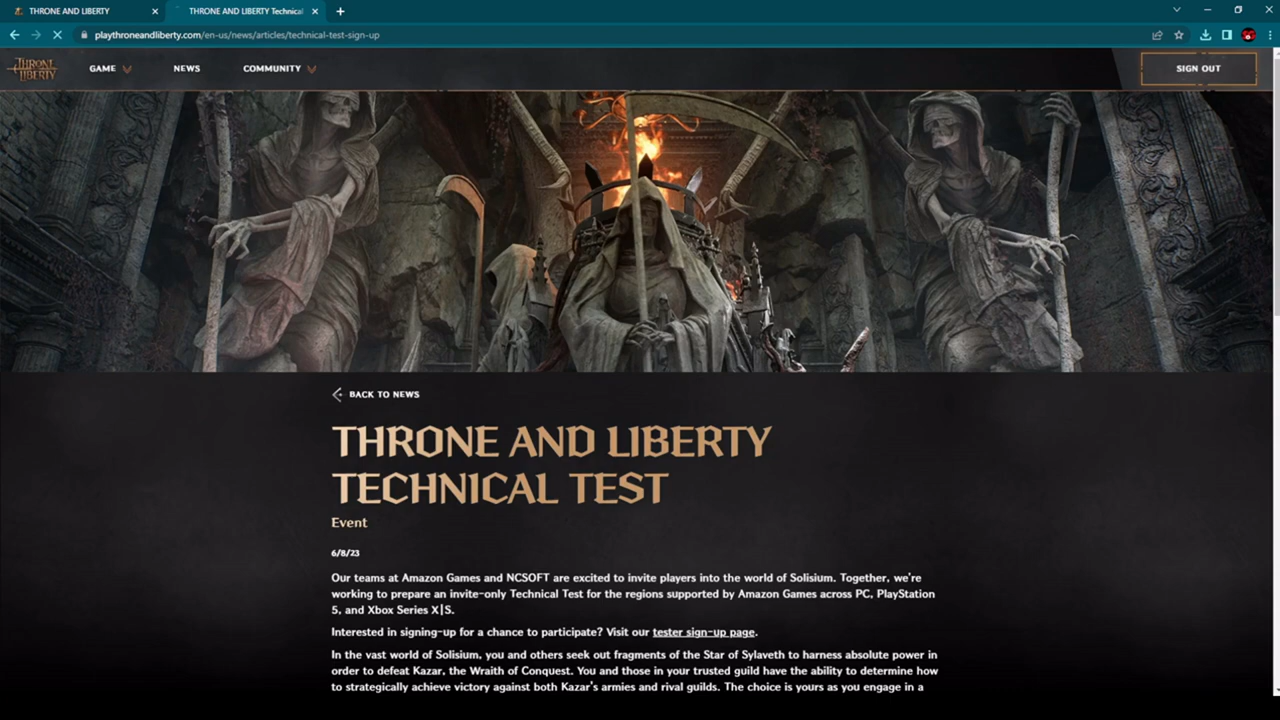 THRONE AND LIBERTY
THRONE AND LIBERTY Technical
playthroneandliberty.com/en-us/news/articles/technical-test-sign-up
THRONE AND LIBERTY
GAME
NEWS
COMMUNITY
SIGN OUT
BACK TO NEWS
THRONE AND LIBERTY
TECHNICAL TEST
Event
6/8/23
Our teams at Amazon Games and NCSOFT are excited to invite players into the world of Solisium. Together, we're
working to prepare an invite-only Technical Test for the regions supported by Amazon Games across PC, PlayStation
5, and Xbox Series X|S.
Interested in signing-up for a chance to participate? Visit our tester sign-up page.
In the vast world of Solisium, you and others seek out fragments of the Star of Sylaveth to harness absolute power in
order to defeat Kazar, the Wraith of Conquest. You and those in your trusted guild have the ability to determine how
to strategically achieve victory against both Kazar's armies and rival guilds. The choice is yours as you engage in a